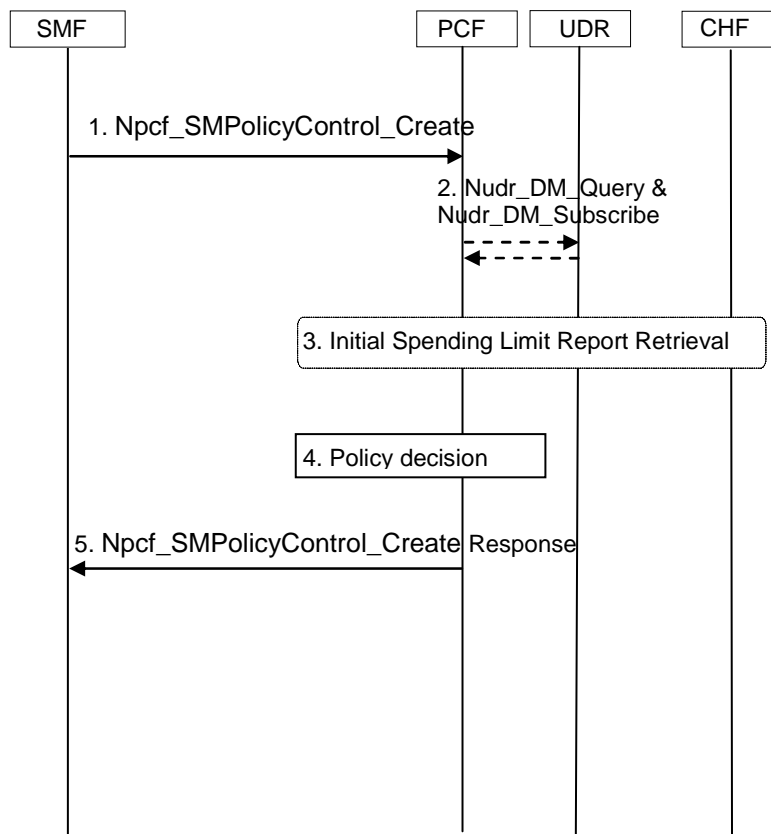 SMF
PCF
UDR
CHF
1. Npcf_SMPolicyControl_Create
2. Nudr_DM_Query &
Nudr_DM_Subscribe
3. Initial Spending Limit Report Retrieval
4. Policy decision
5. Npcf_SMPolicyControl_Create Response